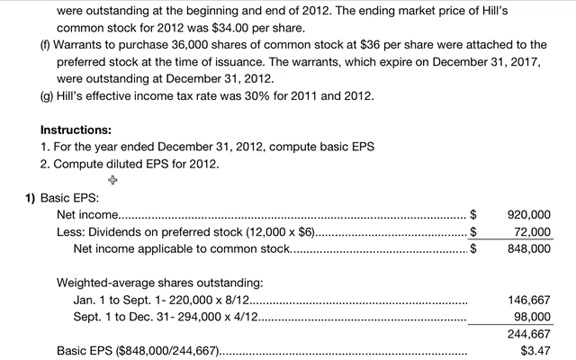 were outstanding at the beginning and end of 2012. The ending market price of Hill's
common stock for 2012 was $34.00 per share.
(f) Warrants to purchase 36,000 shares of common stock at $36 per share were attached to the
preferred stock at the time of issuance. The warrants, which expire on December 31, 2017,
were outstanding at December 31, 2012.
(g) Hill's effective income tax rate was 30% for 2011 and 2012.
Instructions:
1. For the year ended December 31, 2012, compute basic EPS
2. Compute diluted EPS for 2012.
1) Basic EPS:
Net income.......... $ 920,000
Less: Dividends on preferred stock (12,000 x $6).......... $ 72,000
Net income applicable to common stock.......... $ 848,000
Weighted-average shares outstanding:
Jan. 1 to Sept. 1- 220,000 x 8/12.......... 146,667
Sept. 1 to Dec. 31- 294,000 x 4/12.......... 98,000
244,667
Basic EPS ($848,000/244,667).......... $3.47